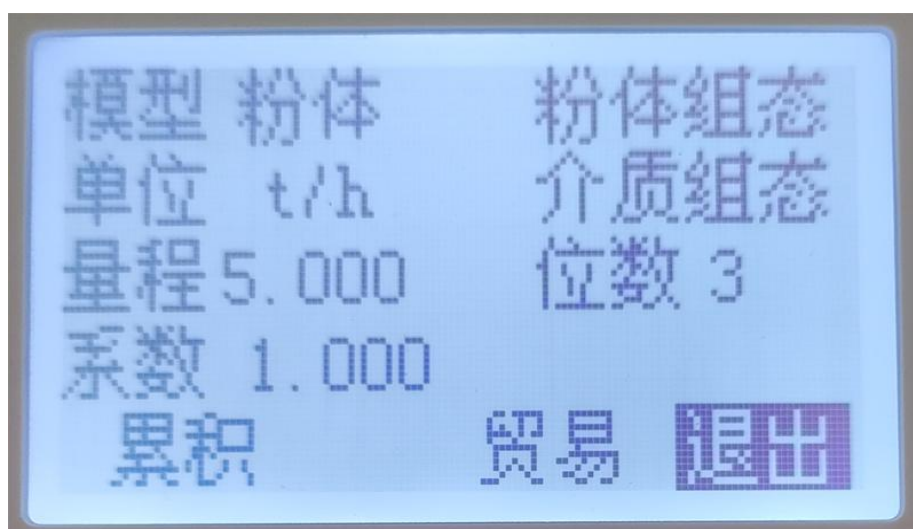 模型 粉体 粉体组态
单位 t/h 介质组态
量程 5.000 位数 3
系数 1.000
累积 贸易 退出